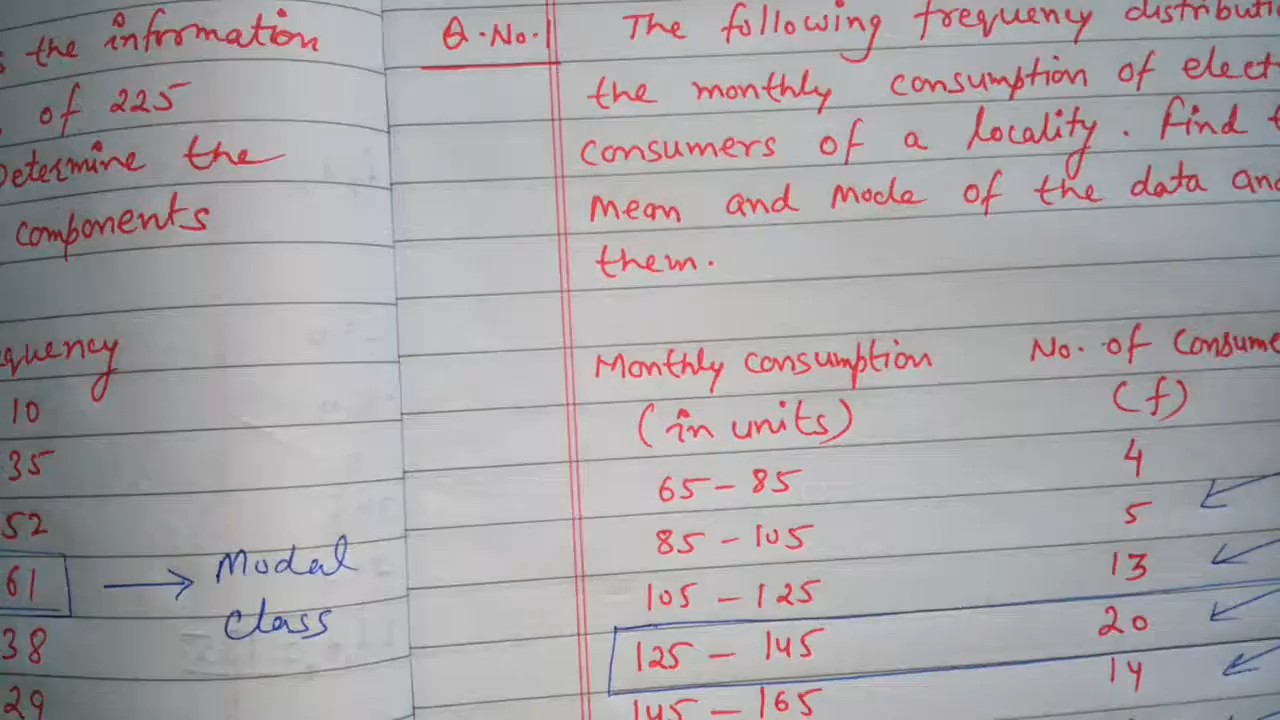 the information
of 225
Determine the
components
10
35
52
61 → Modal
class
38
29
Q.No.1 The following frequency
the monthly consumption of
consumers of a locality. Find
mean and mode of the data
them.
Monthly consumption No. of
(in units) (f)
65 - 85 4
85 - 105 5
105 - 125 13
125 - 145 20
145 - 165 14